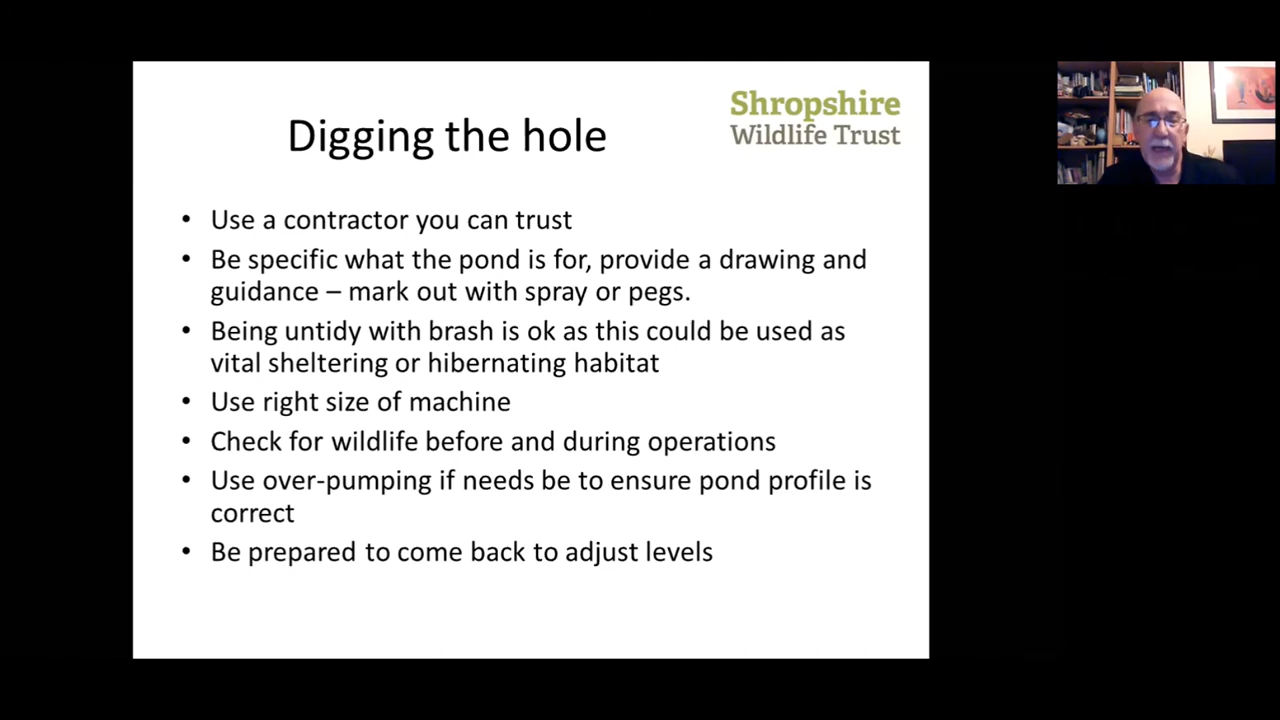 Shropshire
Wildlife Trust
Digging the hole
• Use a contractor you can trust
• Be specific what the pond is for, provide a drawing and
guidance – mark out with spray or pegs.
• Being untidy with brash is ok as this could be used as
vital sheltering or hibernating habitat
• Use right size of machine
• Check for wildlife before and during operations
• Use over-pumping if needs be to ensure pond profile is
correct
• Be prepared to come back to adjust levels